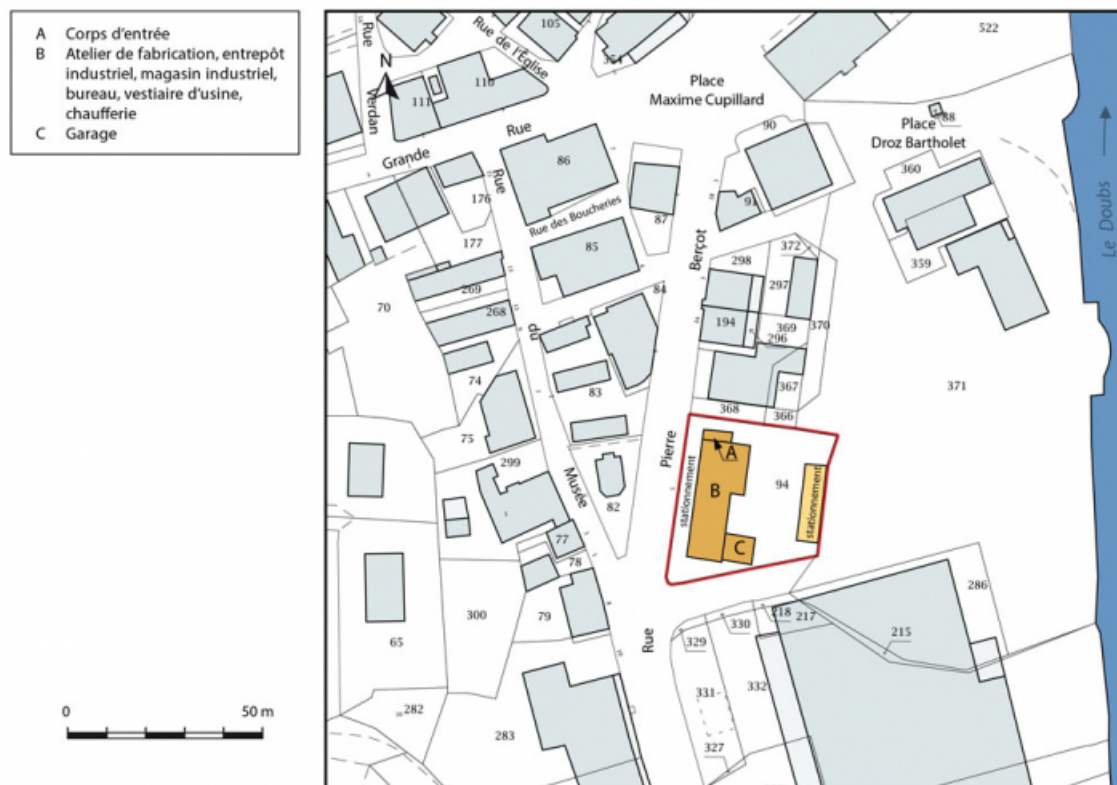 A Corps d'entrée
B Atelier de fabrication, entrepôt
industriel, magasin industriel,
bureau, vestiaire d'usine,
chaufferie
C Garage
0 50 m
N
Rue
Verdan
105
Rue de l'Église
354
522
110
111
Place
Maxime Cupillard
88
Place
Droz Bartholet
Le Doubs
Grande
Rue
86
90
91
360
359
176
Rue
Rue des Boucheries
87
177
85
Berçot
298
372
297
70
269
268
84
194
369
296
370
du
74
83
367
371
368
366
75
299
Musée
Pierre
stationnement
A
B
C
94
stationnement
82
77
78
79
300
65
Rue
329
330
218
217
286
215
331
332
327
282
283